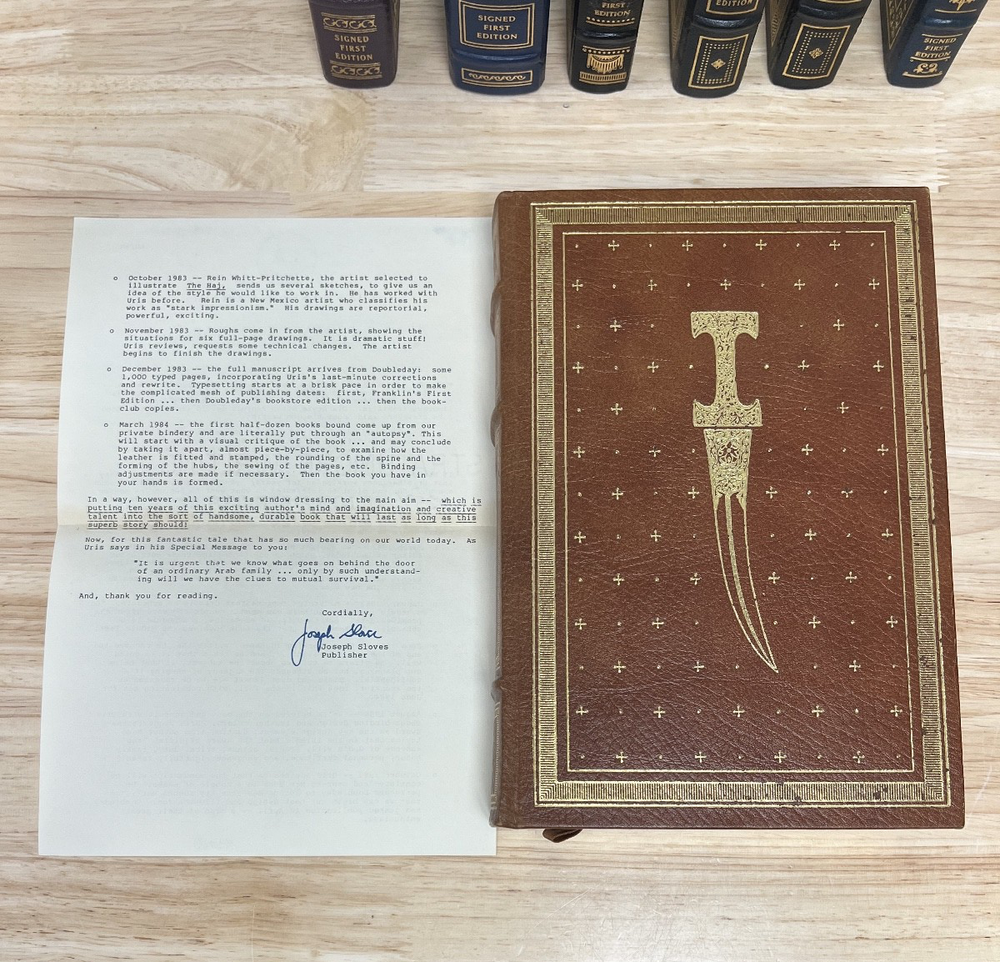 SIGNED
FIRST
EDITION
SIGNED
FIRST
EDITION
FIRST
EDITION
EDITION
EDITION
SIGNED
FIRST
EDITION
o October 1983 -- Rein Whitt-Pritchette, the artist selected to
illustrate The Haj, sends us several sketches, to give us an
idea of the style he would like to work in. He has worked with
Uris before. Rein is a New Mexico artist who classifies his
work as "stark impressionism." His drawings are reportorial,
powerful, exciting.
o November 1983 -- Roughs come in from the artist, showing the
situations for six full-page drawings. It is dramatic stuff!
Uris reviews, requests some technical changes. The artist
begins to finish the drawings.
o December 1983 -- the full manuscript arrives from Doubleday: some
1,000 typed pages, incorporating Uris's last-minute corrections
and rewrite. Typesetting starts at a brisk pace in order to make
the complicated mesh of publishing dates: first, Franklin's First
Edition ... then Doubleday's bookstore edition ... then the book-
club copies.
o March 1984 -- the first half-dozen books bound come up from our
private bindery and are literally put through an "autopsy". This
will start with a visual critique of the book ... and may conclude
by taking it apart, almost piece-by-piece, to examine how the
leather is fitted and stamped, the rounding of the spine and the
forming of the hubs, the sewing of the pages, etc. Binding
adjustments are made if necessary. Then the book you have in
your hands is formed.
In a way, however, all of this is window dressing to the main aim -- which is
putting ten years of this exciting author's mind and imagination and creative
talent into the sort of handsome, durable book that will last as long as this
superb story should!
Now, for this fantastic tale that has so much bearing on our world today. As
Uris says in his Special Message to you:
"It is urgent that we know what goes on behind the door
of an ordinary Arab family ... only by such understand-
ing will we have the clues to mutual survival."
And, thank you for reading.
Cordially,
Joseph Sloves
Joseph Sloves
Publisher